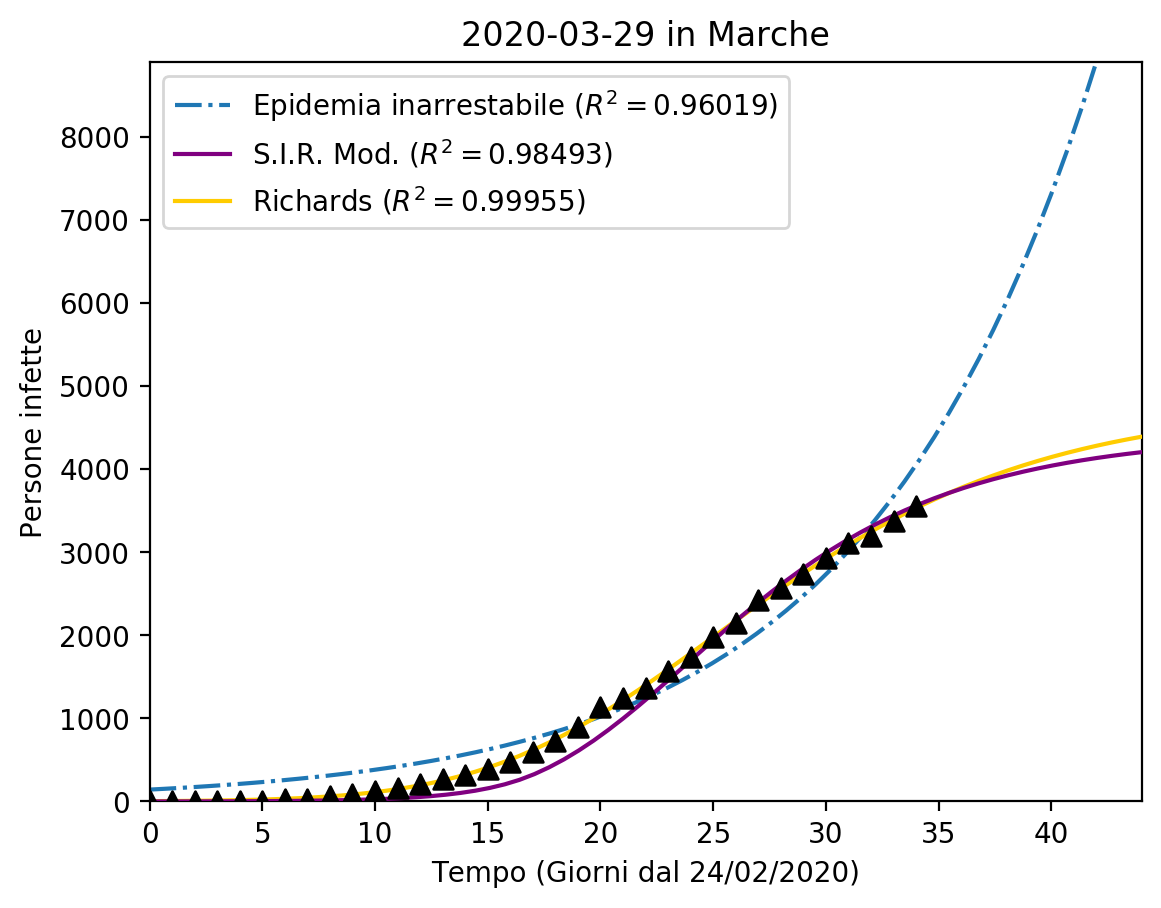 2020-03-29 in Marche
Epidemia inarrestabile (R² = 0.96019)
S.I.R. Mod. (R² = 0.98493)
Richards (R² = 0.99955)
Persone infette
8000
7000
6000
5000
4000
3000
2000
1000
0
0 5 10 15 20 25 30 35 40
Tempo (Giorni dal 24/02/2020)